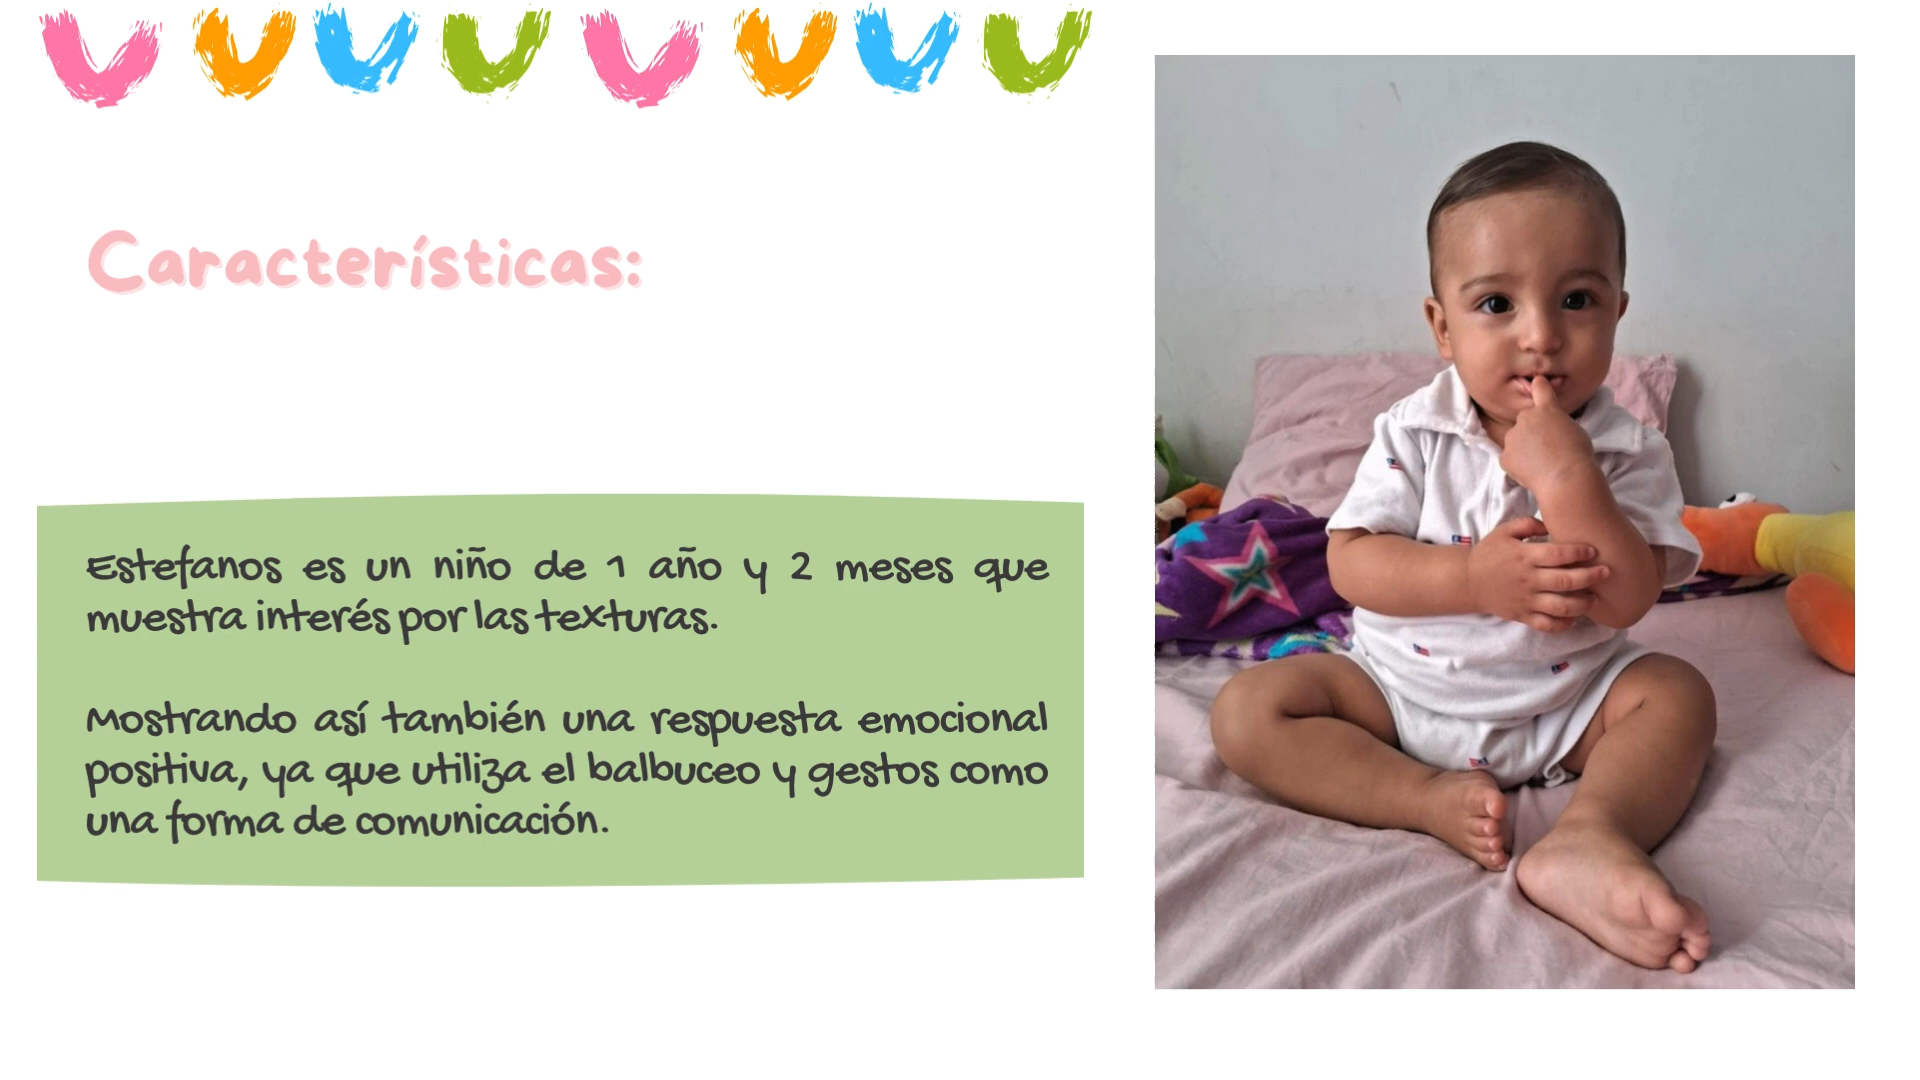 Características:
Estefanos es un niño de 1 año y 2 meses que
muestra interés por las texturas.
Mostrando así también una respuesta emocional
positiva, ya que utiliza el balbuceo y gestos como
una forma de comunicación.